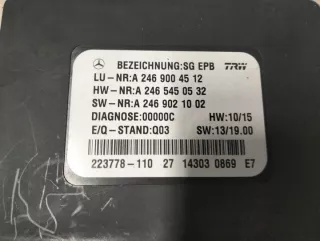 BEZEICHNUNG:SG EPB TRW
LU-NR:A 246 900 45 12
HW-NR:A 246 545 05 32
SW-NR:A 246 902 10 02
DIAGNOSE:00000C HW:10/15
E/Q-STAND:Q03 SW:13/19.00
223778-110 27 14303 0869 E7